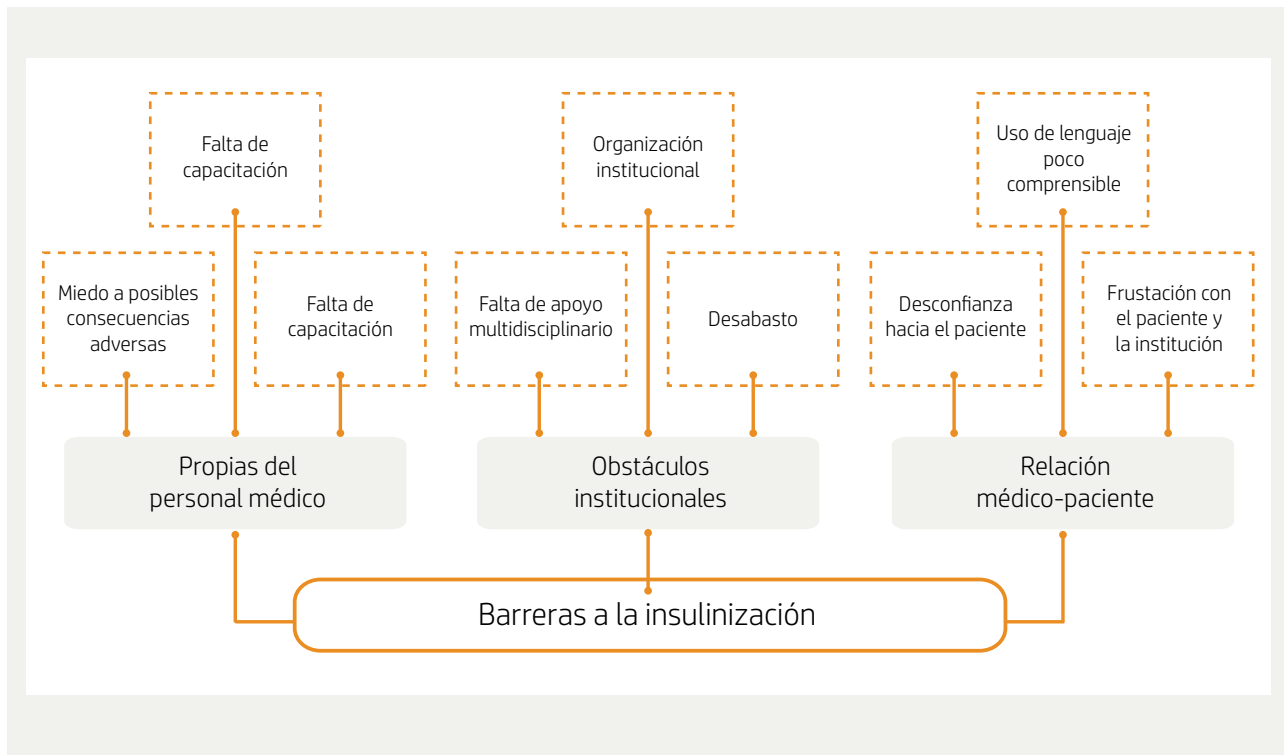 Falta de
capacitación
Organización
institucional
Uso de lenguaje
poco
comprensible
Miedo a posibles
consecuencias
adversas
Falta de
capacitación
Falta de apoyo
multidisciplinario
Desabasto
Desconfianza
hacia el paciente
Frustación con
el paciente y
la institución
Propias del
personal médico
Obstáculos
institucionales
Relación
médico-paciente
Barreras a la insulinización